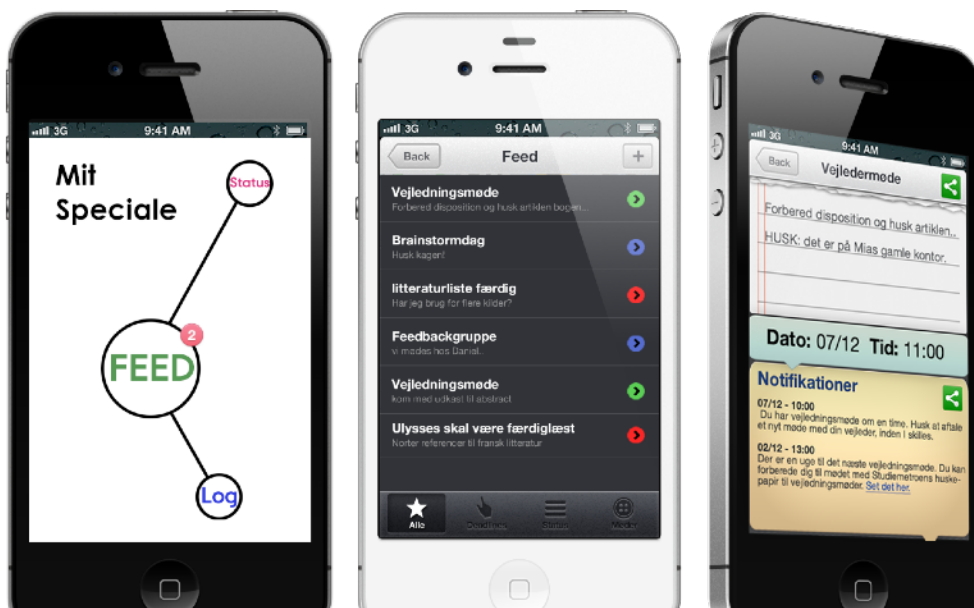 3G 9:41 AM
Mit
Speciale
Status
2
FEED
Log
3G 9:41 AM
Back Feed +
Vejledningsmøde
Forbered disposition og husk artiklen bogen...
Brainstormdag
Husk kagen!
litteraturliste færdig
Har jeg brug for flere kilder?
Feedbackgruppe
vi mødes hos Danial.
Vejledningsmøde
kom med udkast til abstract
Ulysses skal være færdiglæst
Norter referencer til fransk litteratur
Alle Deadlines Status Møder
3G 9:41 AM
Back Vejledermøde
Forbered disposition og husk artiklen..
HUSK: det er på Mias gamle kontor.
Dato: 07/12 Tid: 11:00
Notifikationer
07/12 - 10:00
Du har vejledningsmøde om en time. Husk at aftale
et nyt møde med din vejleder, inden I skilles.
02/12 - 13:00
Der er en uge til det næste vejledningsmøde. Du kan
forberede dig til mødet med Studiemetroens huske-
papir til vejledningsmøder. Set det her.